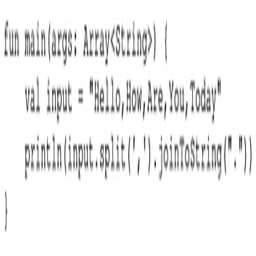 fun main(args: Array<String>) {
    val input = "Hello,How,Are,You,Today"
    println(input.split(',').joinToString("."))
}